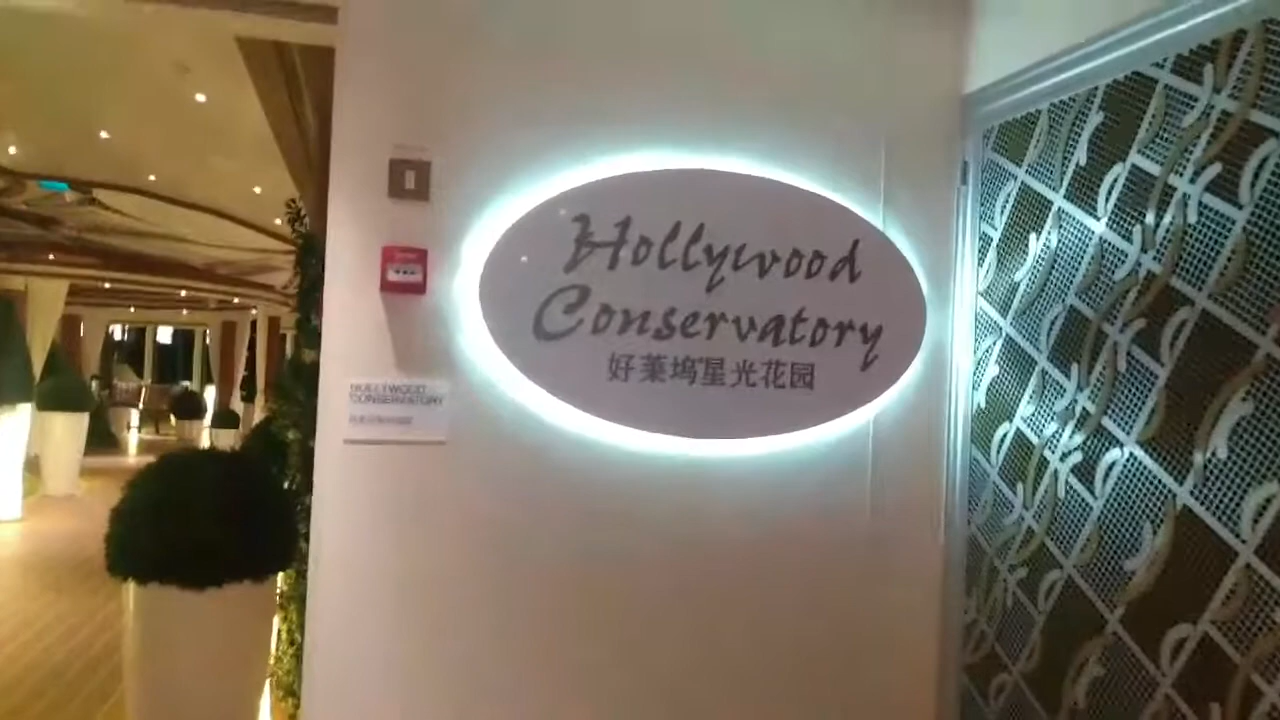 Hollywood
Conservatory
好莱坞星光花园
HOLLYWOOD
CONSERVATORY